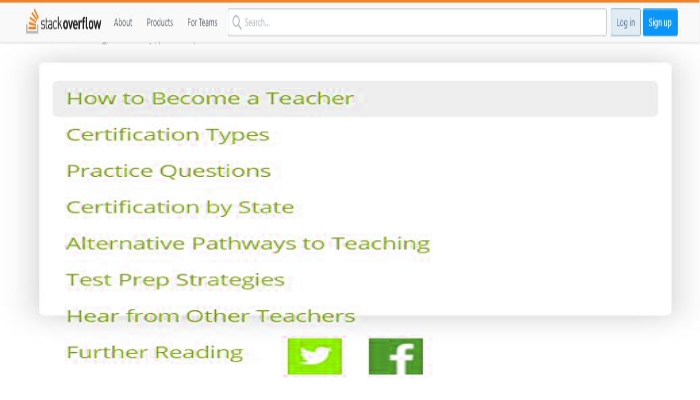 stackoverflow About Products For Teams Search... Log in Sign up
How to Become a Teacher
Certification Types
Practice Questions
Certification by State
Alternative Pathways to Teaching
Test Prep Strategies
Hear from Other Teachers
Further Reading